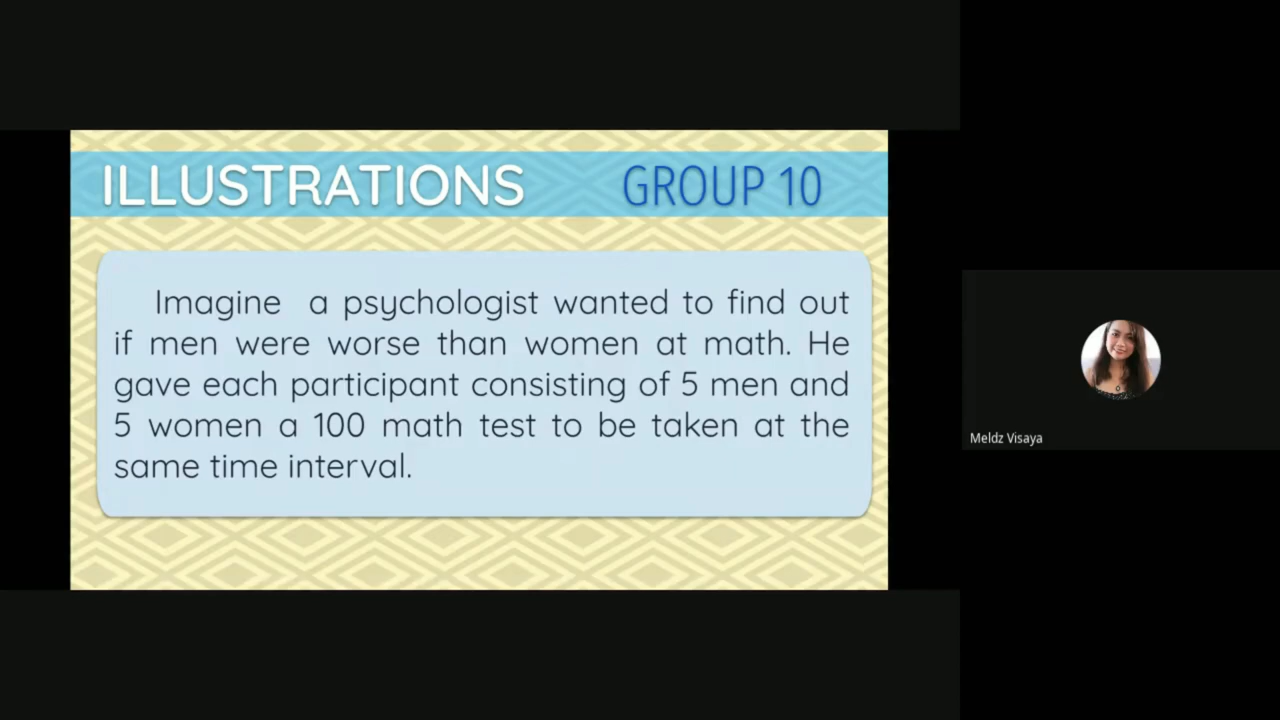 ILLUSTRATIONS GROUP 10
Imagine a psychologist wanted to find out
if men were worse than women at math. He
gave each participant consisting of 5 men and
5 women a 100 math test to be taken at the
same time interval.
Meldz Visaya